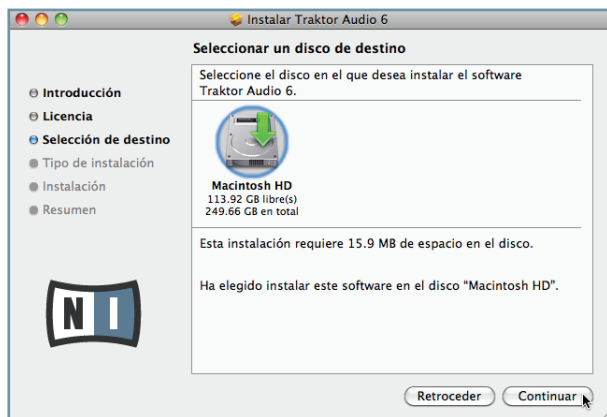 Instalar Traktor Audio 6
Seleccionar un disco de destino
Introducción
Licencia
Selección de destino
Tipo de instalación
Instalación
Resumen
Seleccione el disco en el que desea instalar el software
Traktor Audio 6.
Macintosh HD
113.92 GB libre(s)
249.66 GB en total
Esta instalación requiere 15.9 MB de espacio en el disco.
Ha elegido instalar este software en el disco “Macintosh HD”.
NI
Retroceder
Continuar